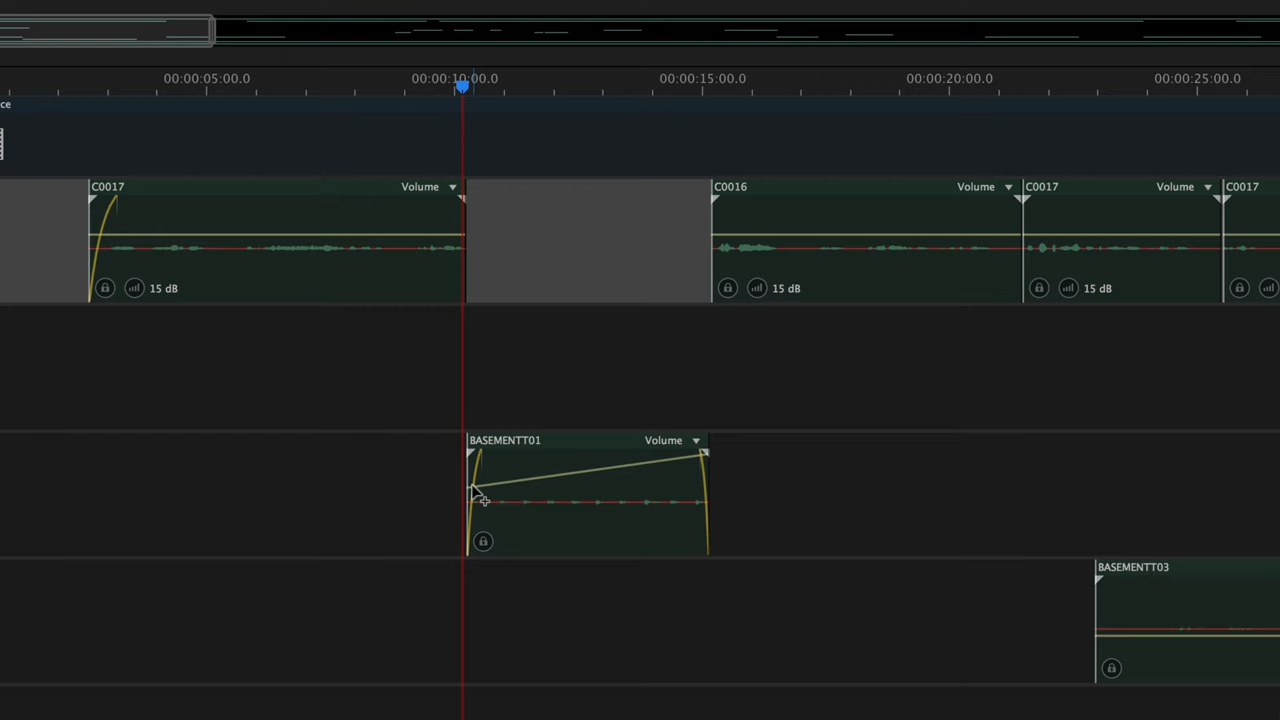 00:00:05:00.0 00:00:10:00.0 00:00:15:00.0 00:00:20:00.0 00:00:25:00.0
ce
C0017 Volume C0016 Volume C0017 Volume C0017
15 dB 15 dB 15 dB
BASEMENTT01 Volume
BASEMENTT03